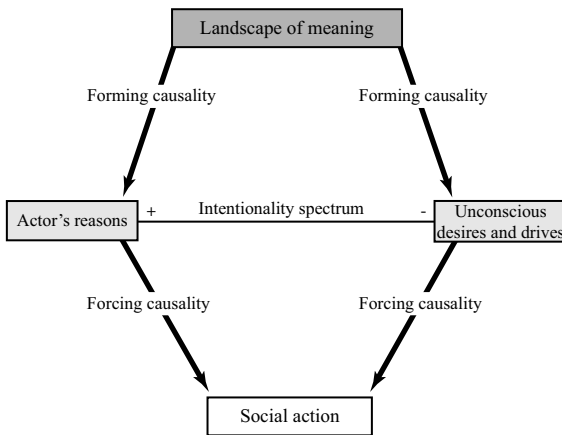 Landscape of meaning
Forming causality
Forming causality
Actor's reasons
+
Intentionality spectrum
-
Unconscious
desires and drives
Forcing causality
Forcing causality
Social action